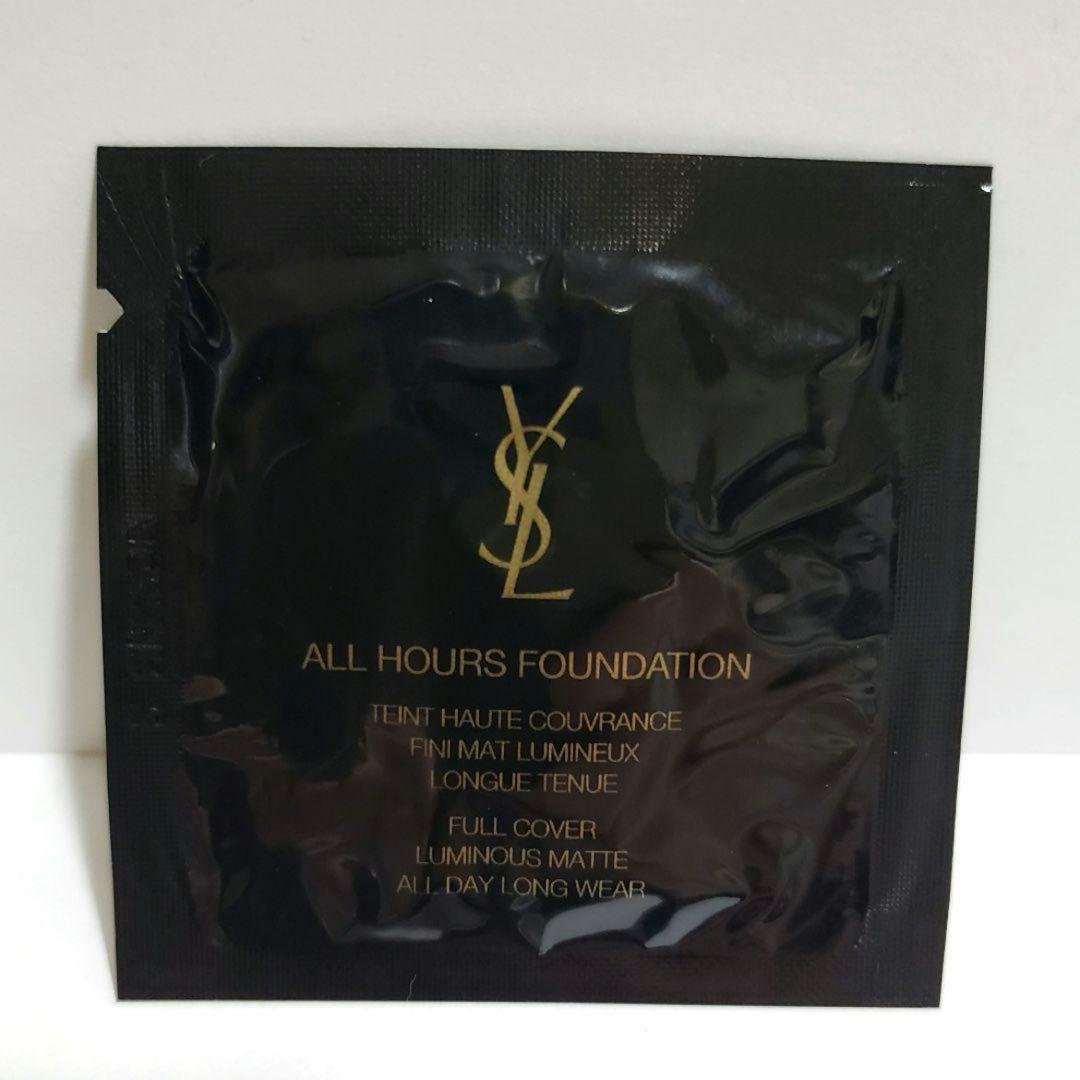 YSL
ALL HOURS FOUNDATION
TEINT HAUTE COUVRANCE
FINI MAT LUMINEUX
LONGUE TENUE
FULL COVER
LUMINOUS MATTE
ALL DAY LONG WEAR